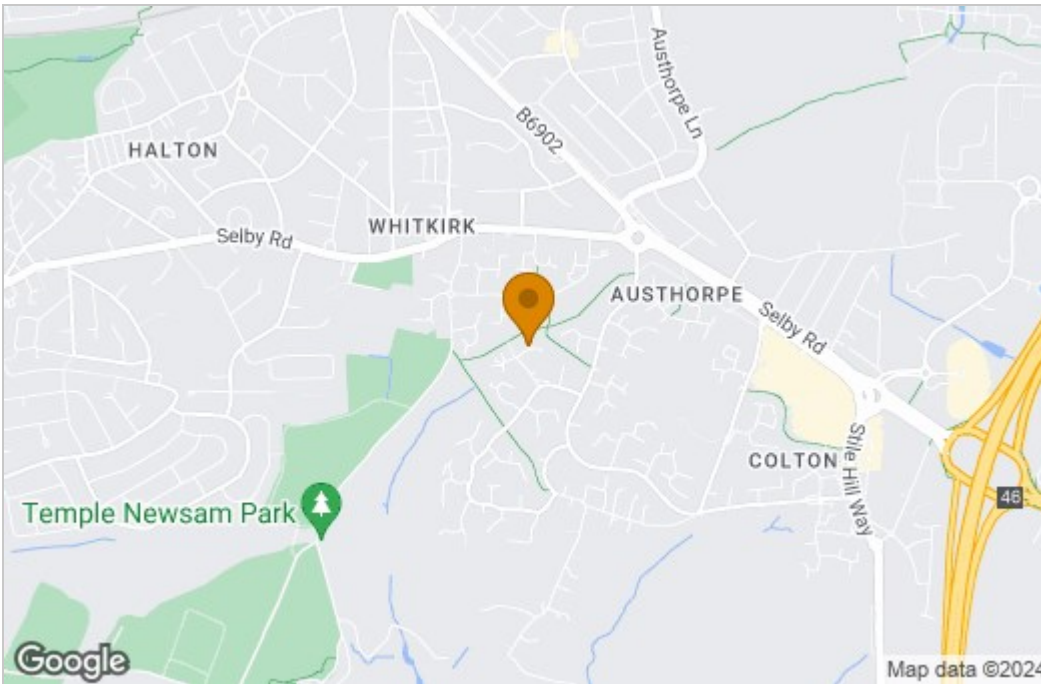 Austhorpe Ln
B6902
HALTON
WHITKIRK
Selby Rd
AUSTHORPE
Selby Rd
COLTON
Stile Hill Way
46
Temple Newsam Park
Google
Map data ©2024